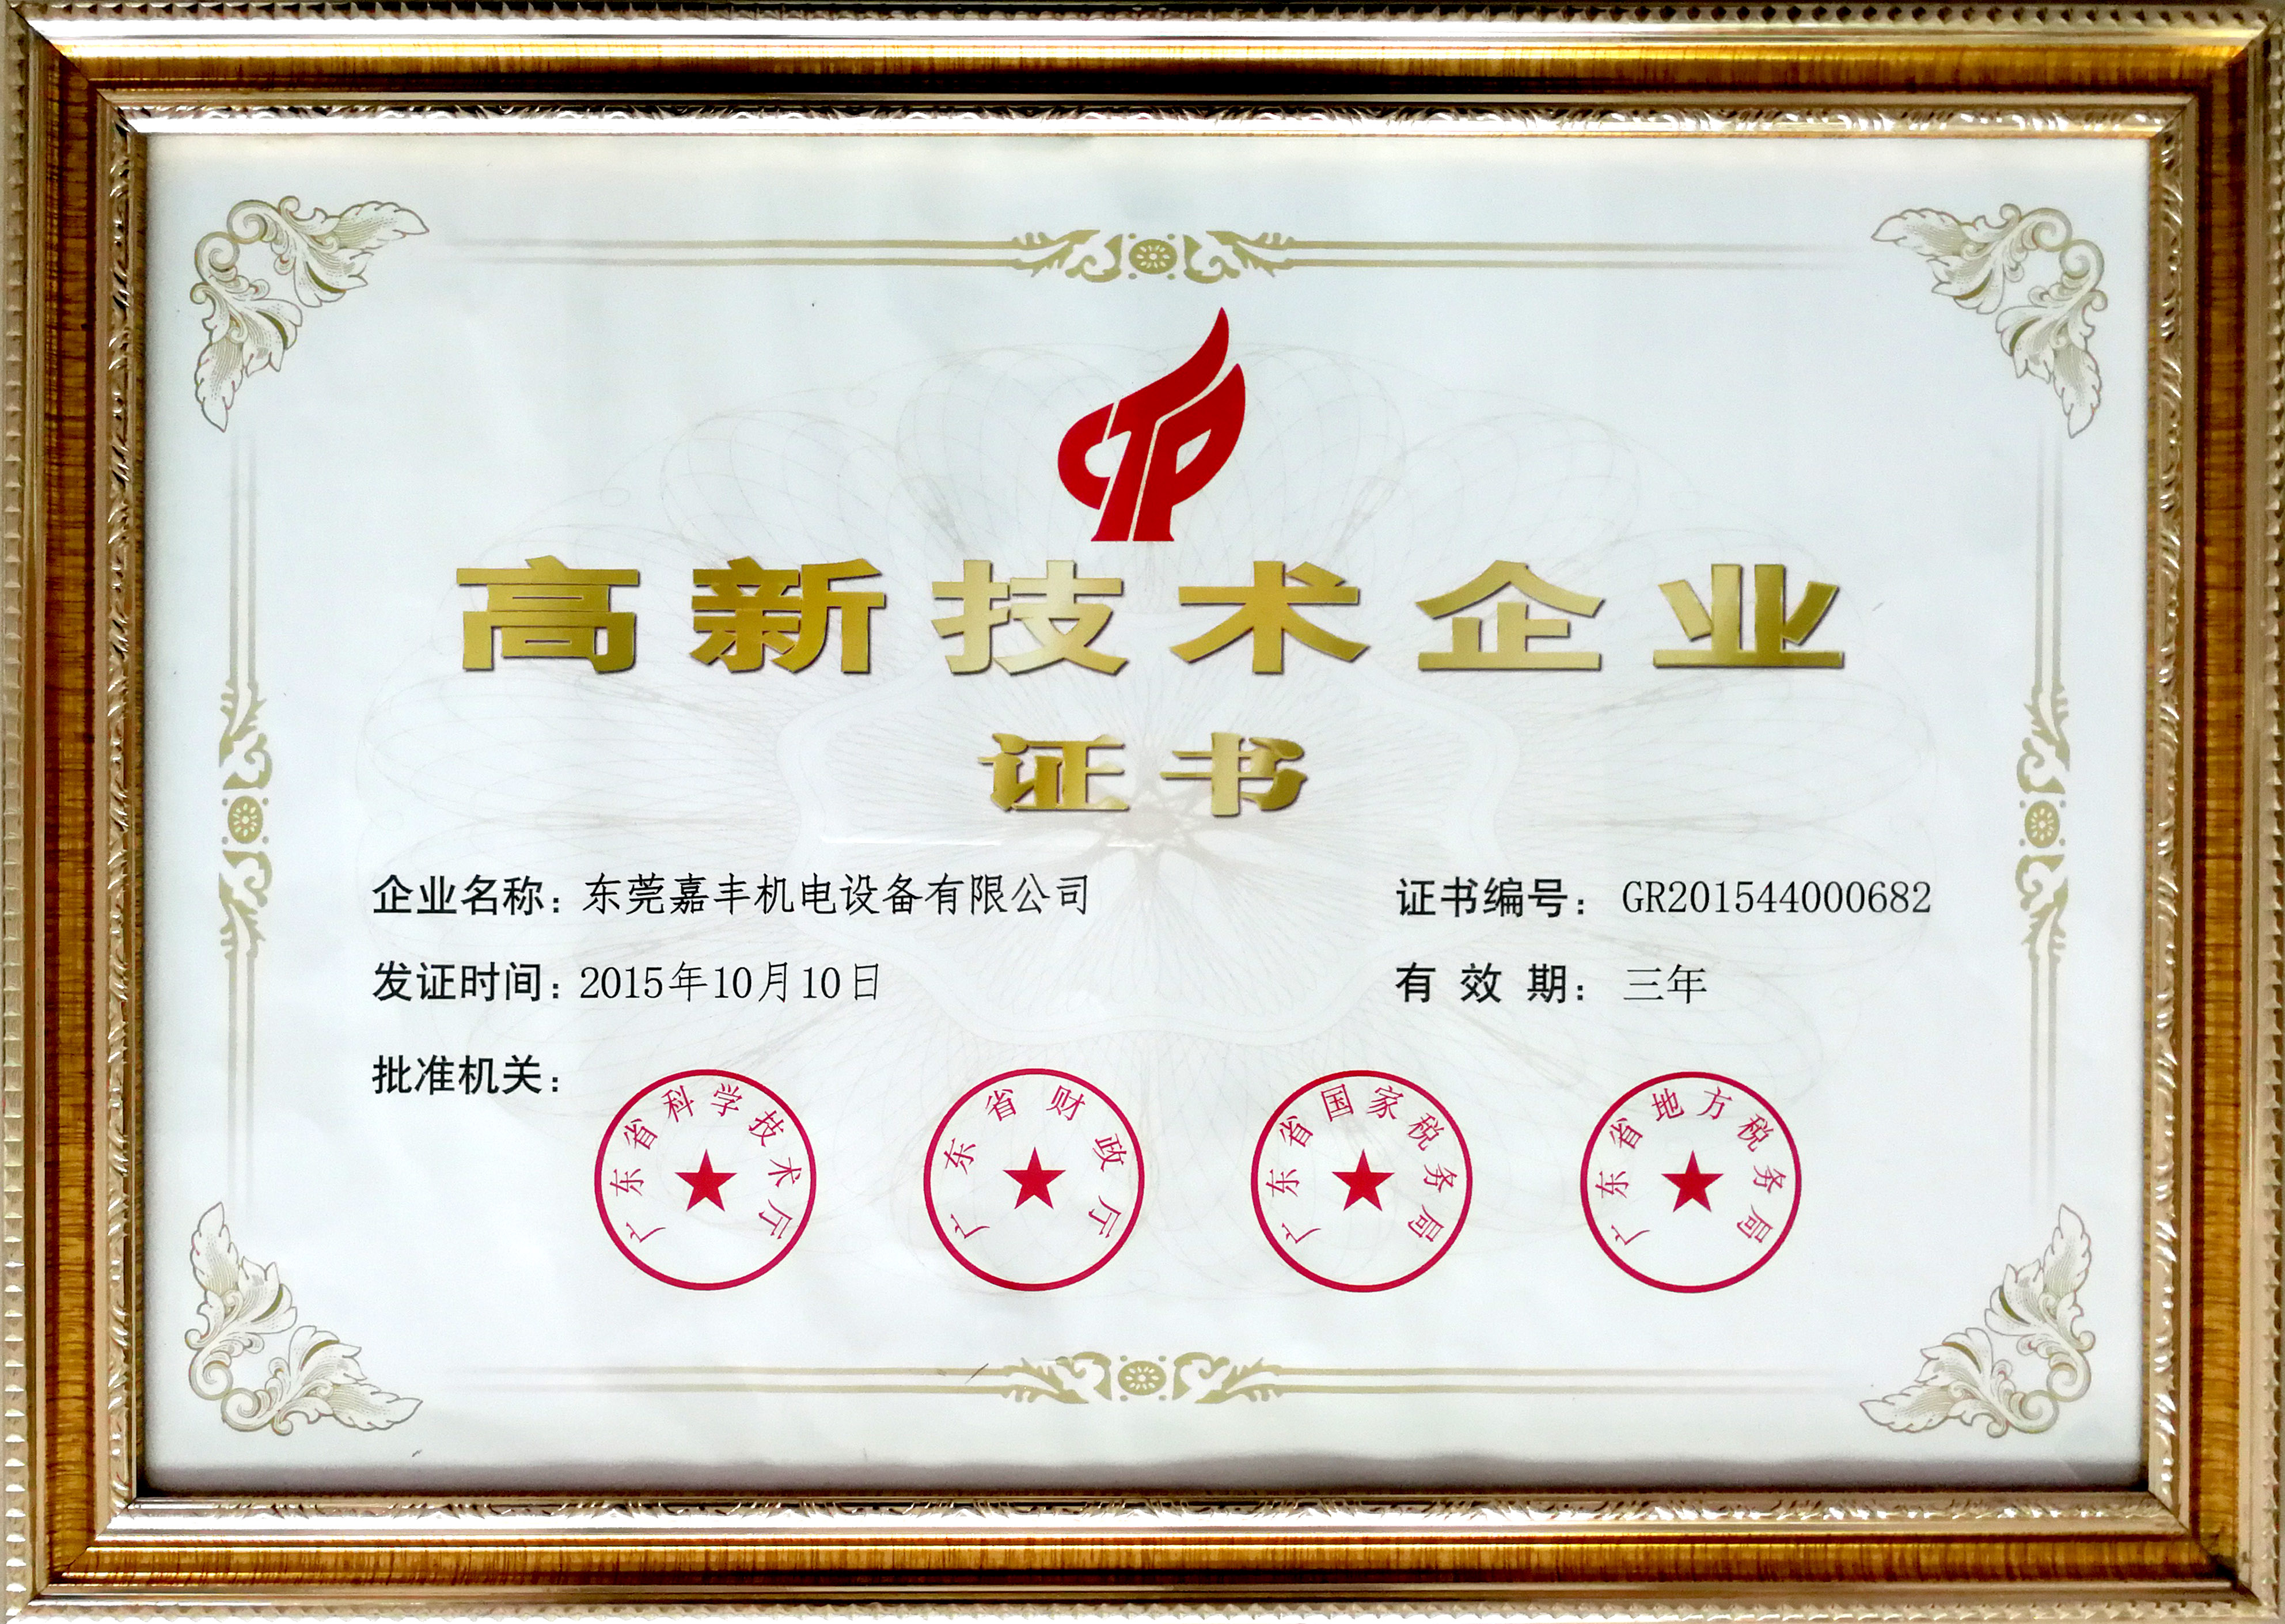 高新技术企业
证书
企业名称：东莞嘉丰机电设备有限公司
证书编号：GR201544000682
发证时间：2015年10月10日
有效期：三年
批准机关：
广东省科学技术厅
广东省财政厅
广东省国家税务局
广东省地方税务局